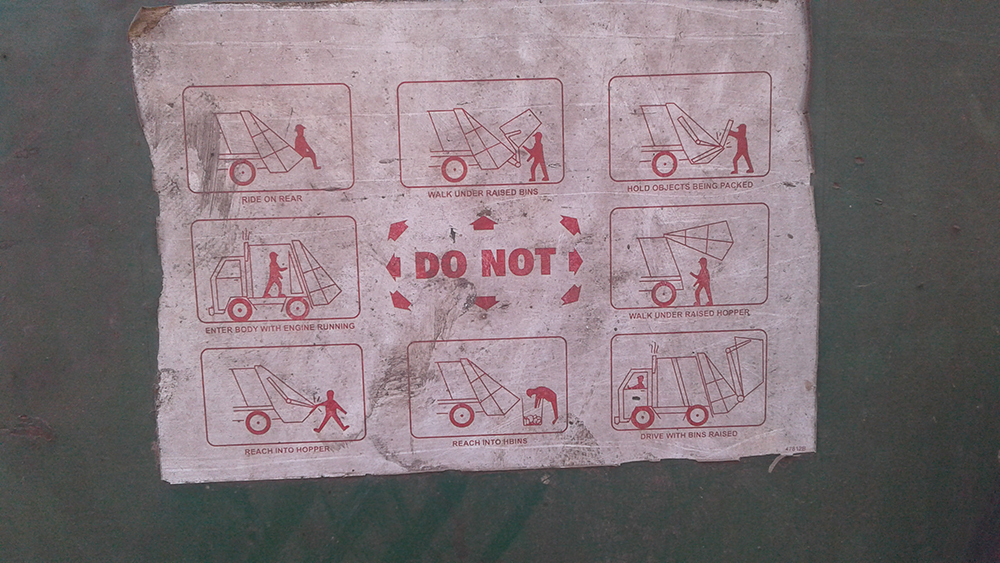 RIDE ON REAR
WALK UNDER RAISED BINS
HOLD OBJECTS BEING PACKED
ENTER BODY WITH ENGINE RUNNING
DO NOT
WALK UNDER RAISED HOPPER
REACH INTO HOPPER
REACH INTO HBINS
DRIVE WITH BINS RAISED